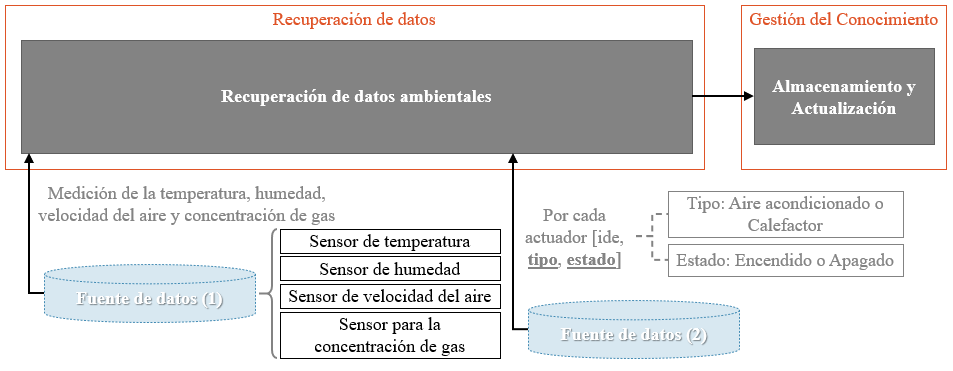 Recuperación de datos
Gestión del Conocimiento
Recuperación de datos ambientales
Almacenamiento y
Actualización
Medición de la temperatura, humedad,
velocidad del aire y concentración de gas
Por cada
actuador [ide,
tipo, estado]
Tipo: Aire acondicionado o
Calefactor
Estado: Encendido o Apagado
Sensor de temperatura
Sensor de humedad
Sensor de velocidad del aire
Sensor para la
concentración de gas
Fuente de datos (1)
Fuente de datos (2)